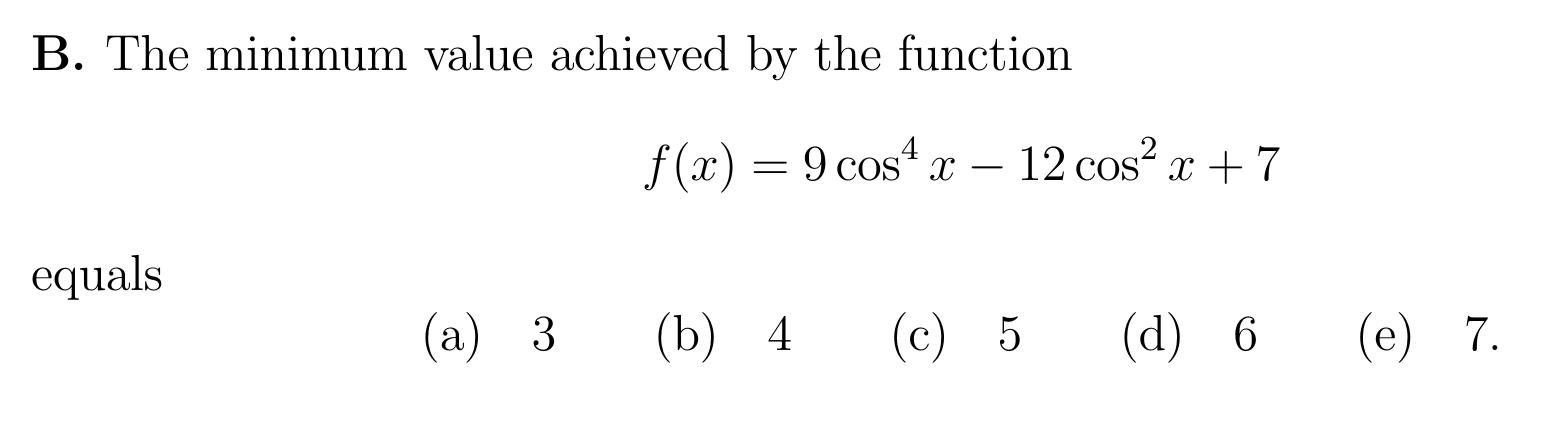 B. The minimum value achieved by the function
f(x) = 9 cos⁴ x − 12 cos² x + 7
equals
(a) 3 (b) 4 (c) 5 (d) 6 (e) 7.